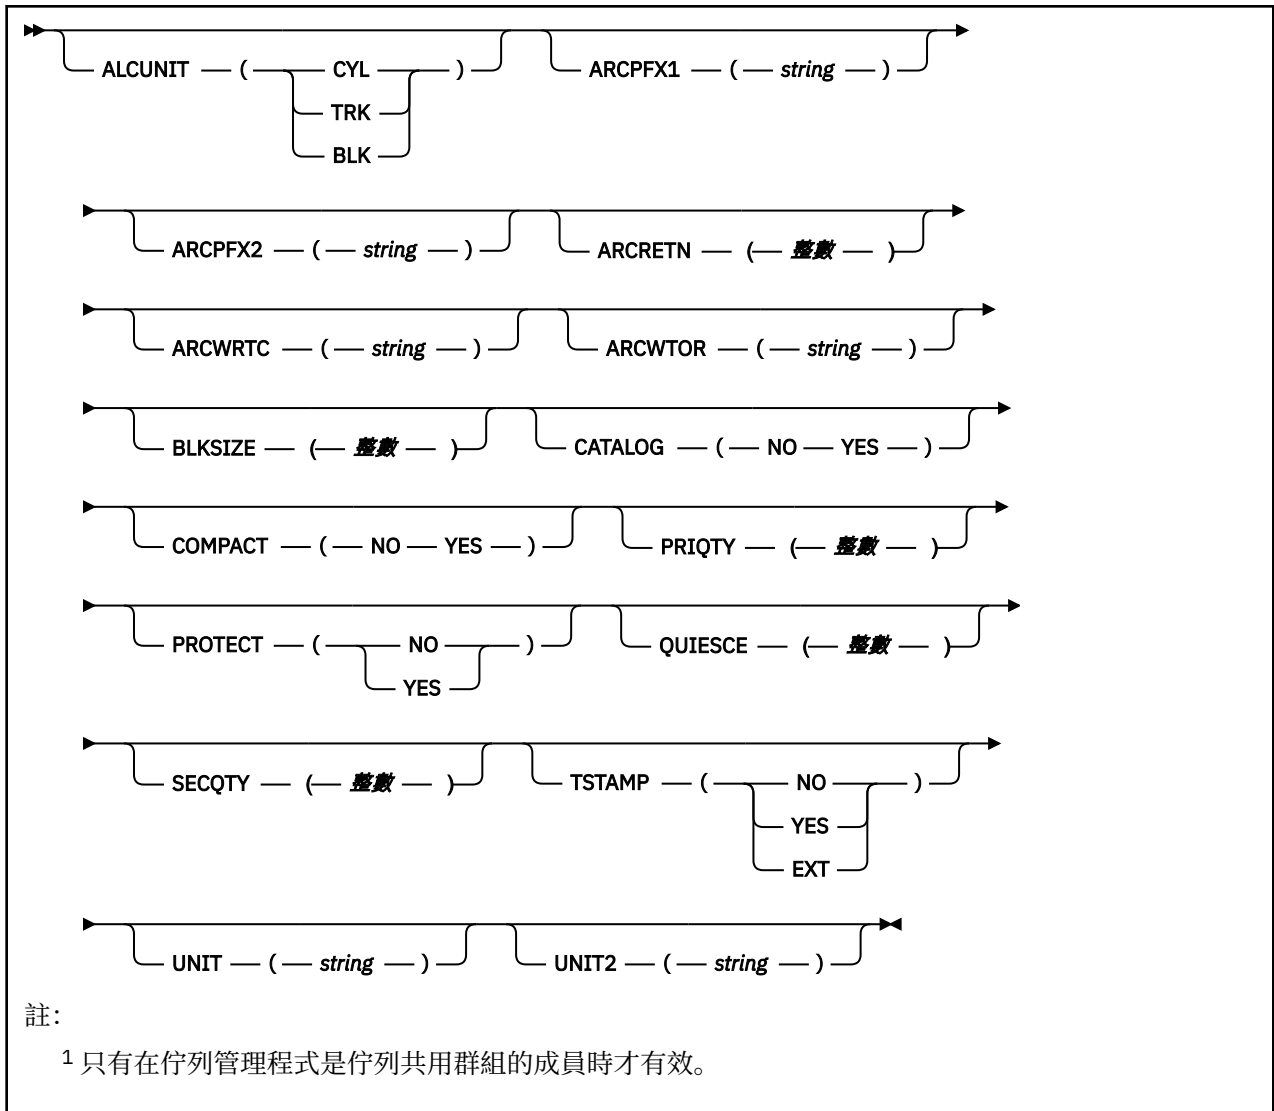 ALCUNIT ( CYL ) ARCPFX1 ( string )
TRK
BLK
ARCPFX2 ( string ) ARCRETN ( 整數 )
ARCWRTC ( string ) ARCWTOR ( string )
BLKSIZE ( 整數 ) CATALOG ( NO YES )
COMPACT ( NO YES ) PRIQTY ( 整數 )
PROTECT ( NO ) QUIESCE ( 整數 )
YES
SECQTY ( 整數 ) TSTAMP ( NO )
YES
EXT
UNIT ( string ) UNIT2 ( string )
註：
1 只有在佇列管理程式是佇列共用群組的成員時才有效。